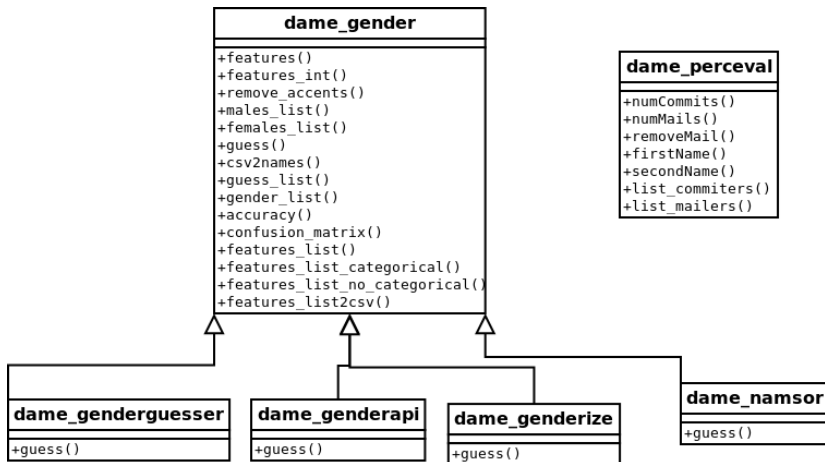 dame_gender
+features()
+features_int()
+remove_accents()
+males_list()
+females_list()
+guess()
+csv2names()
+guess_list()
+gender_list()
+accuracy()
+confusion_matrix()
+features_list()
+features_list_categorical()
+features_list_no_categorical()
+features_list2csv()
dame_perceval
+numCommits()
+numMails()
+removeMail()
+firstName()
+secondName()
+list_commiters()
+list_mailers()
dame_genderguesser
+guess()
dame_genderapi
+guess()
dame_genderize
+guess()
dame_namsor
+guess()